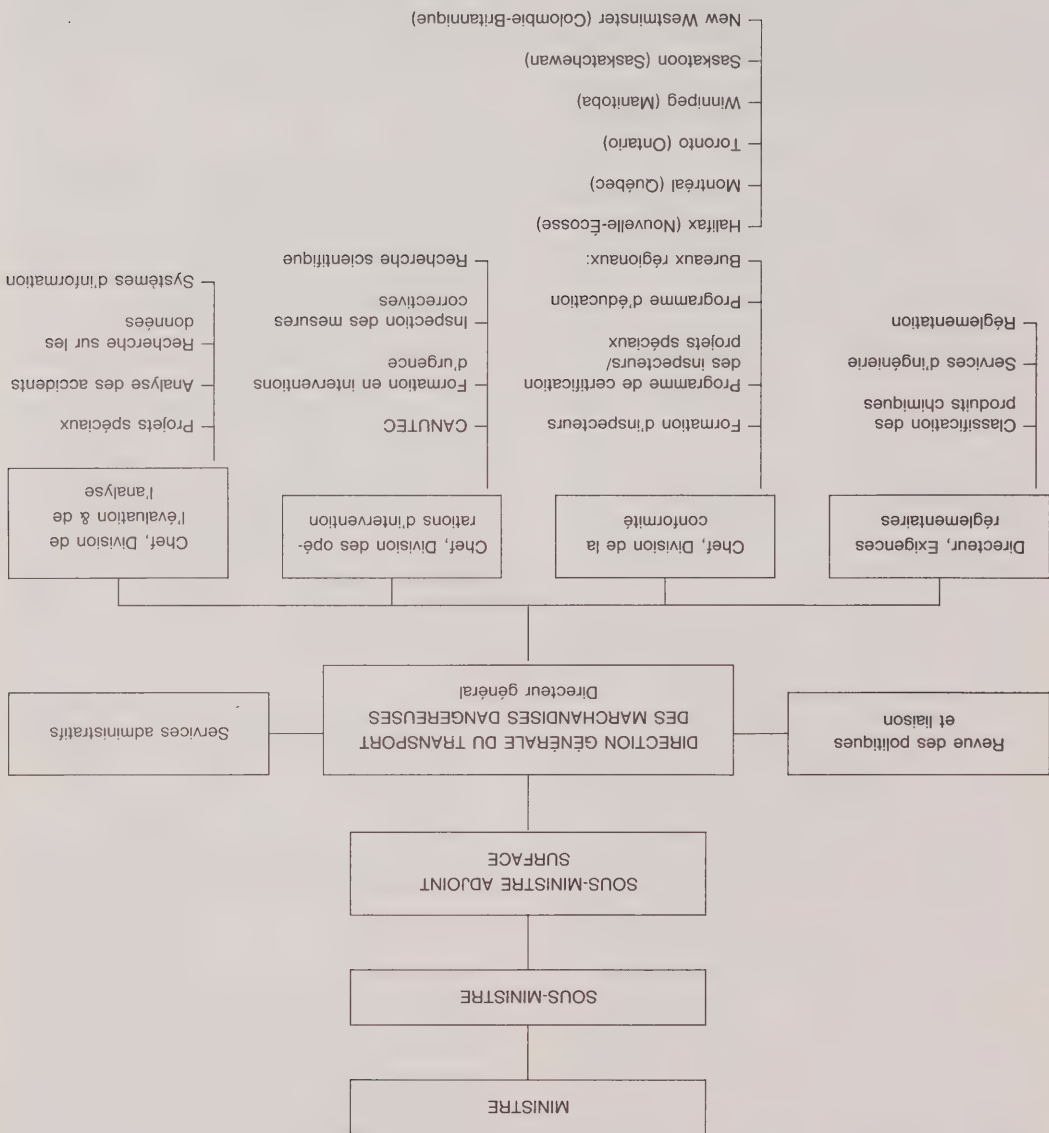 MINISTRE
SOUS-MINISTRE
SOUS-MINISTRE ADJOINT
SURFACE
Revue des politiques
et liaison
DIRECTION GÉNÉRALE DU TRANSPORT
DES MARCHANDISES DANGEREUSES
Directeur général
Services administratifs
Directeur, Exigences
réglementaires
Classification des
produits chimiques
Services d'ingénierie
Réglementation
Chef, Division de la
conformité
Formation d'inspecteurs
Programme de certification
des inspecteurs/
projets spéciaux
Programme d'éducation
Bureaux régionaux:
Halifax (Nouvelle-Écosse)
Montréal (Québec)
Toronto (Ontario)
Winnipeg (Manitoba)
Saskatoon (Saskatchewan)
New Westminster (Colombie-Britannique)
Chef, Division des opé-
rations d'intervention
CANUTEC
Formation en interventions
d'urgence
Inspection des mesures
correctives
Recherche scientifique
Chef, Division de
l'évaluation & de
l'analyse
Projets spéciaux
Analyse des accidents
Recherche sur les
données
Systèmes d'information